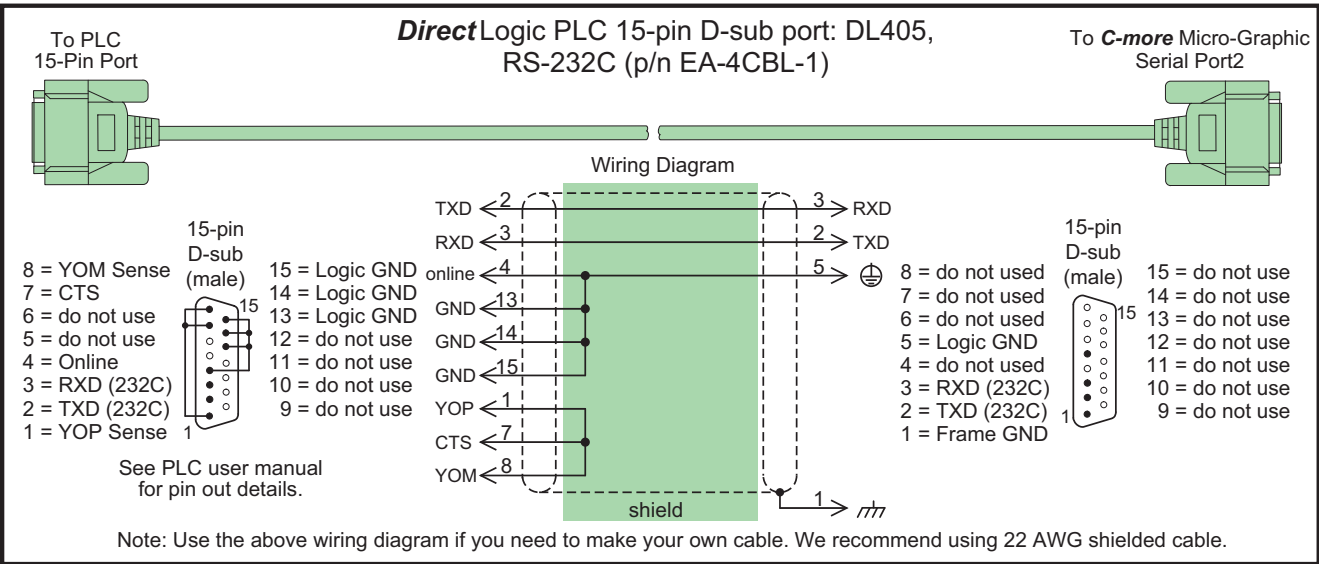 To PLC
15-Pin Port
DirectLogic PLC 15-pin D-sub port: DL405,
RS-232C (p/n EA-4CBL-1)
To C-more Micro-Graphic
Serial Port2
Wiring Diagram
15-pin
D-sub
(male)
8 = YOM Sense
7 = CTS
6 = do not use
5 = do not use
4 = Online
3 = RXD (232C)
2 = TXD (232C)
1 = YOP Sense
15
1
15 = Logic GND
14 = Logic GND
13 = Logic GND
12 = do not use
11 = do not use
10 = do not use
9 = do not use
See PLC user manual
for pin out details.
TXD 2 3 RXD
RXD 3 2 TXD
online 4 5
GND 13
GND 14
GND 15
YOP 1
CTS 7
YOM 8
shield
1
15-pin
D-sub
(male)
8 = do not used
7 = do not used
6 = do not used
5 = Logic GND
4 = do not used
3 = RXD (232C)
2 = TXD (232C)
1 = Frame GND
15
1
15 = do not use
14 = do not use
13 = do not use
12 = do not use
11 = do not use
10 = do not use
9 = do not use
Note: Use the above wiring diagram if you need to make your own cable. We recommend using 22 AWG shielded cable.